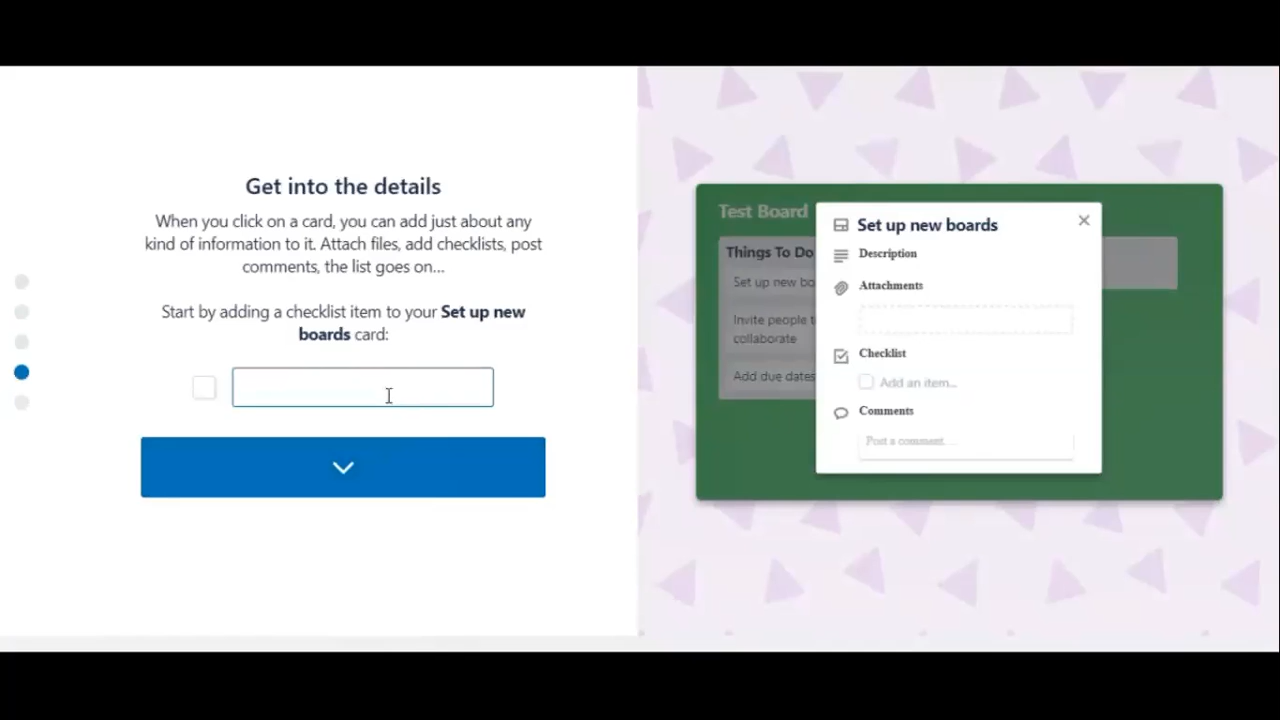 Get into the details
When you click on a card, you can add just about any
kind of information to it. Attach files, add checklists, post
comments, the list goes on...
Start by adding a checklist item to your Set up new
boards card:
Test Board
Things To Do
Set up new bo
Invite people t
collaborate
Add due dates
Set up new boards
Description
Attachments
Checklist
Add an item...
Comments
Post a comment...